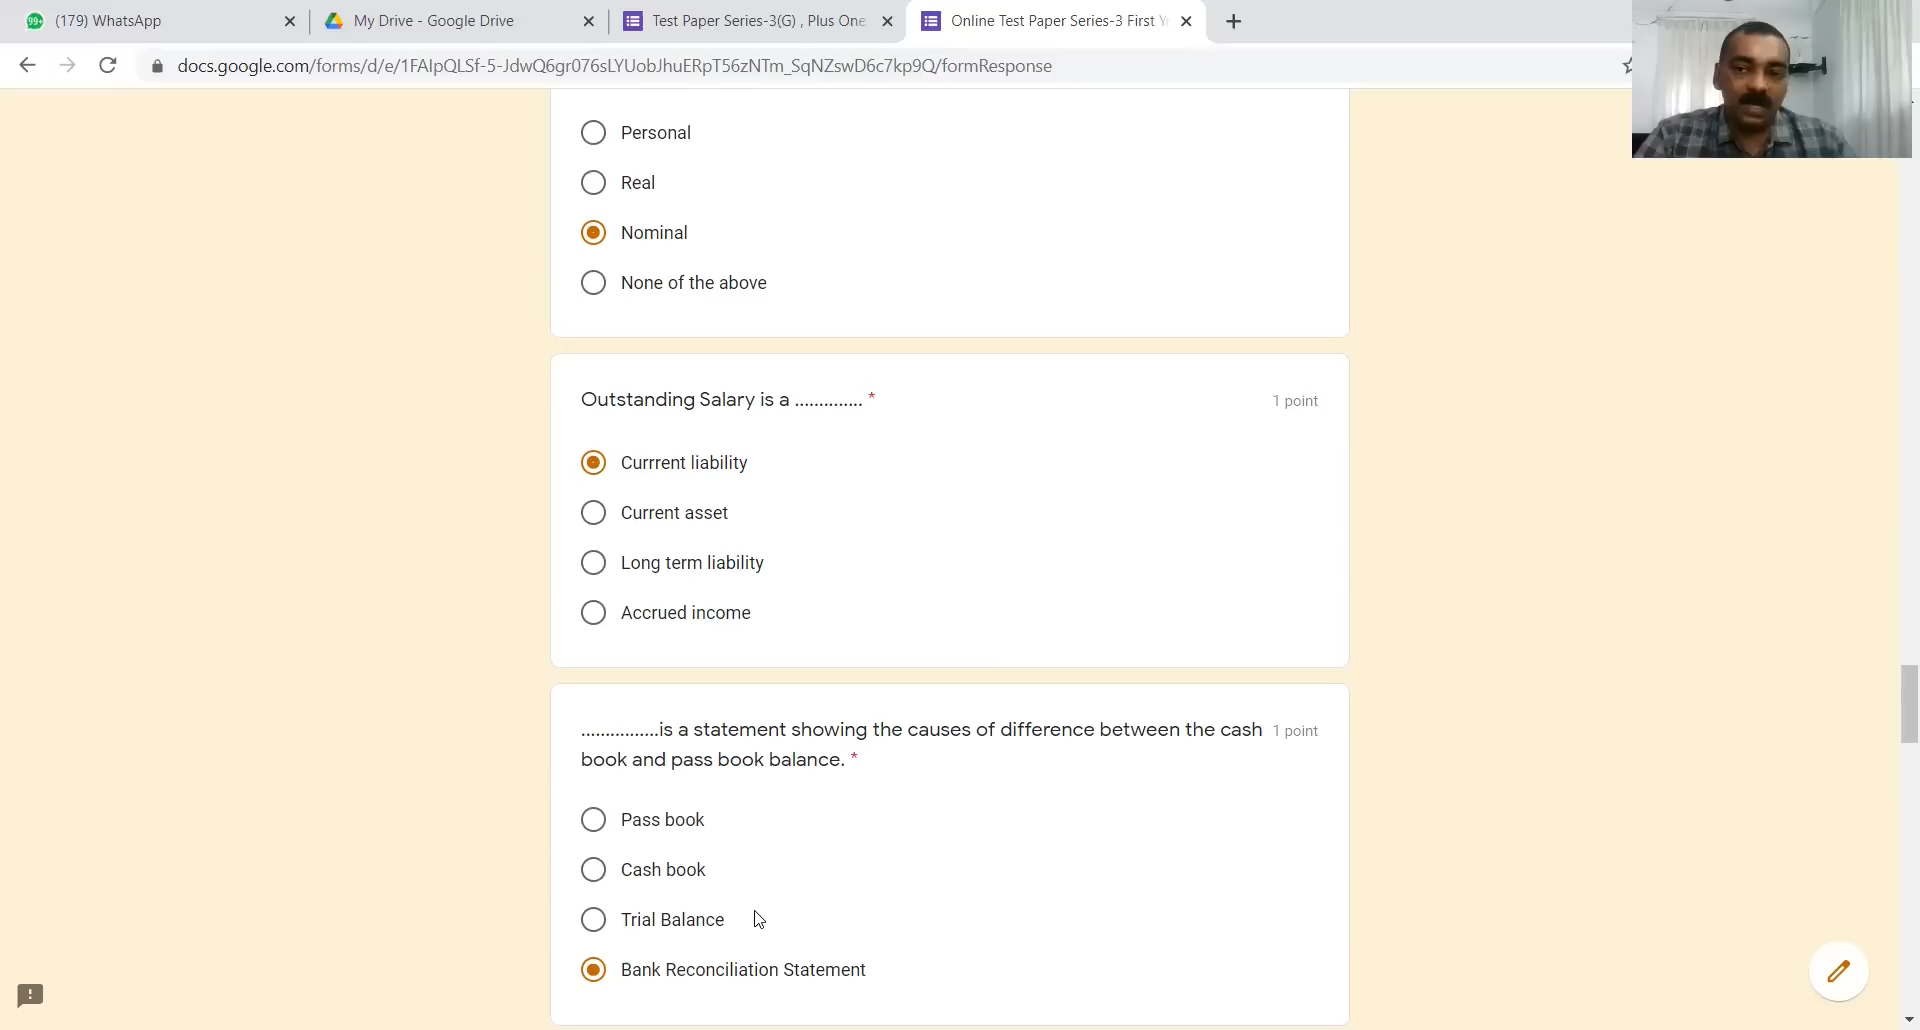 99+ (179) WhatsApp
My Drive - Google Drive
Test Paper Series-3(G) , Plus One
Online Test Paper Series-3 First Y
docs.google.com/forms/d/e/1FAIpQLSf-5-JdwQ6gr076sLYUobJhuERpT56zNTm_SqNZswD6c7kp9Q/formResponse
Personal
Real
Nominal
None of the above
Outstanding Salary is a .............. *
1 point
Currrent liability
Current asset
Long term liability
Accrued income
................is a statement showing the causes of difference between the cash
1 point
book and pass book balance. *
Pass book
Cash book
Trial Balance
Bank Reconciliation Statement